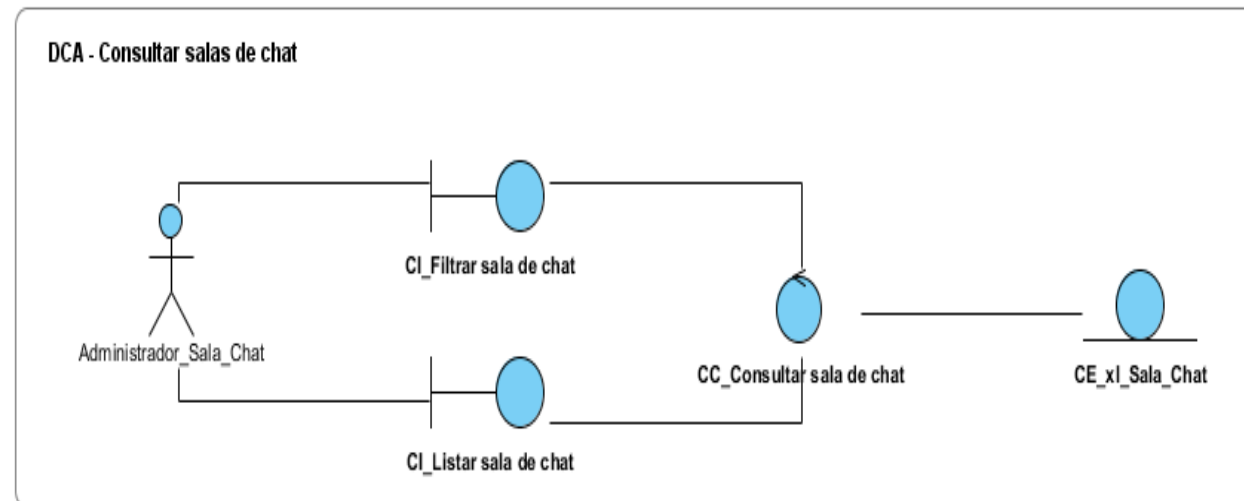 DCA - Consultar salas de chat
CI_Filtrar sala de chat
Administrador_Sala_Chat
CC_Consultar sala de chat
CE_xl_Sala_Chat
CI_Listar sala de chat